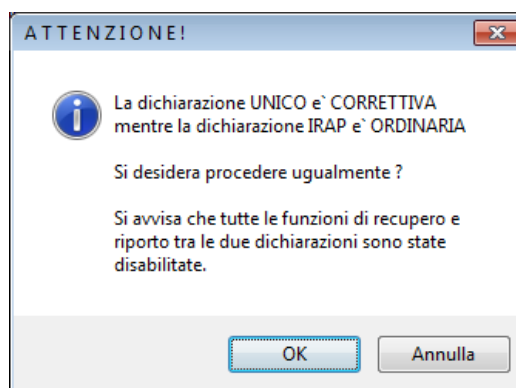 ATTENZIONE!
La dichiarazione UNICO e` CORRETTIVA
mentre la dichiarazione IRAP e` ORDINARIA
Si desidera procedere ugualmente ?
Si avvisa che tutte le funzioni di recupero e
riporto tra le due dichiarazioni sono state
disabilitate.
OK
Annulla